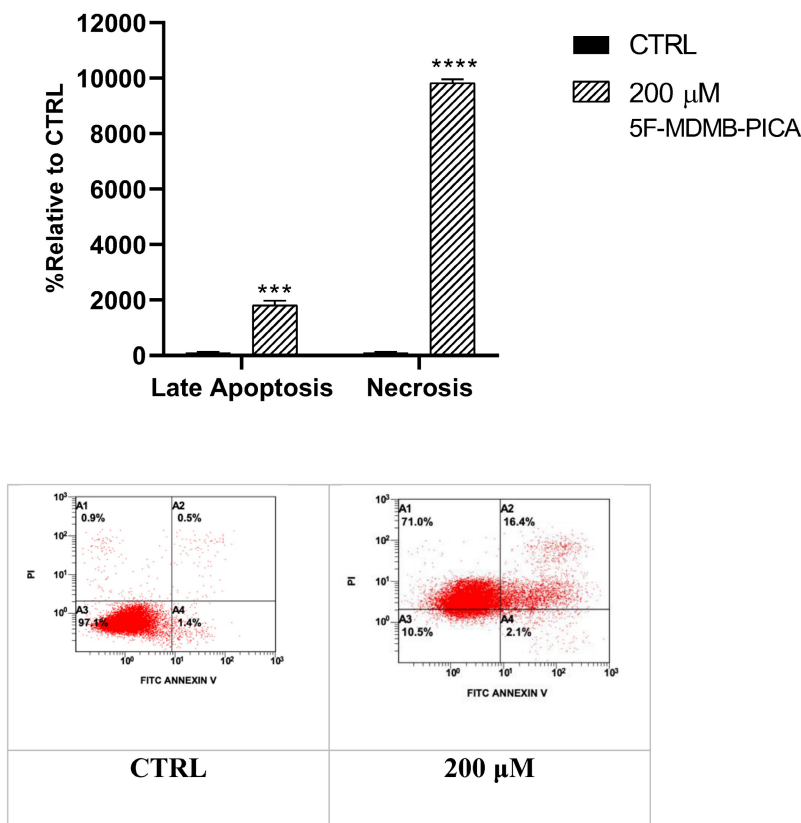 12000
10000
8000
6000
4000
2000
0
%Relative to CTRL
***
****
Late Apoptosis
Necrosis
CTRL
200 μM
5F-MDMB-PICA
10³
10²
10¹
10⁰
PI
A1
0.9%
A2
0.5%
A3
97.1%
A4
1.4%
10⁰ 10¹ 10² 10³
FITC ANNEXIN V
10³
10²
10¹
10⁰
PI
A1
71.0%
A2
16.4%
A3
10.5%
A4
2.1%
10⁰ 10¹ 10² 10³
FITC ANNEXIN V
CTRL
200 μM